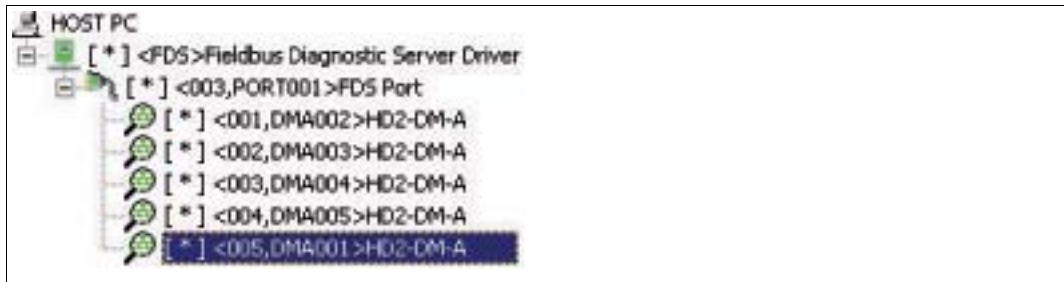 HOST PC
[ * ] <FDS>Fieldbus Diagnostic Server Driver
[ * ] <003,PORT001>FDS Port
[ * ] <001,DMA002>HD2-DM-A
[ * ] <002,DMA003>HD2-DM-A
[ * ] <003,DMA004>HD2-DM-A
[ * ] <004,DMA005>HD2-DM-A
[ * ] <005,DMA001>HD2-DM-A